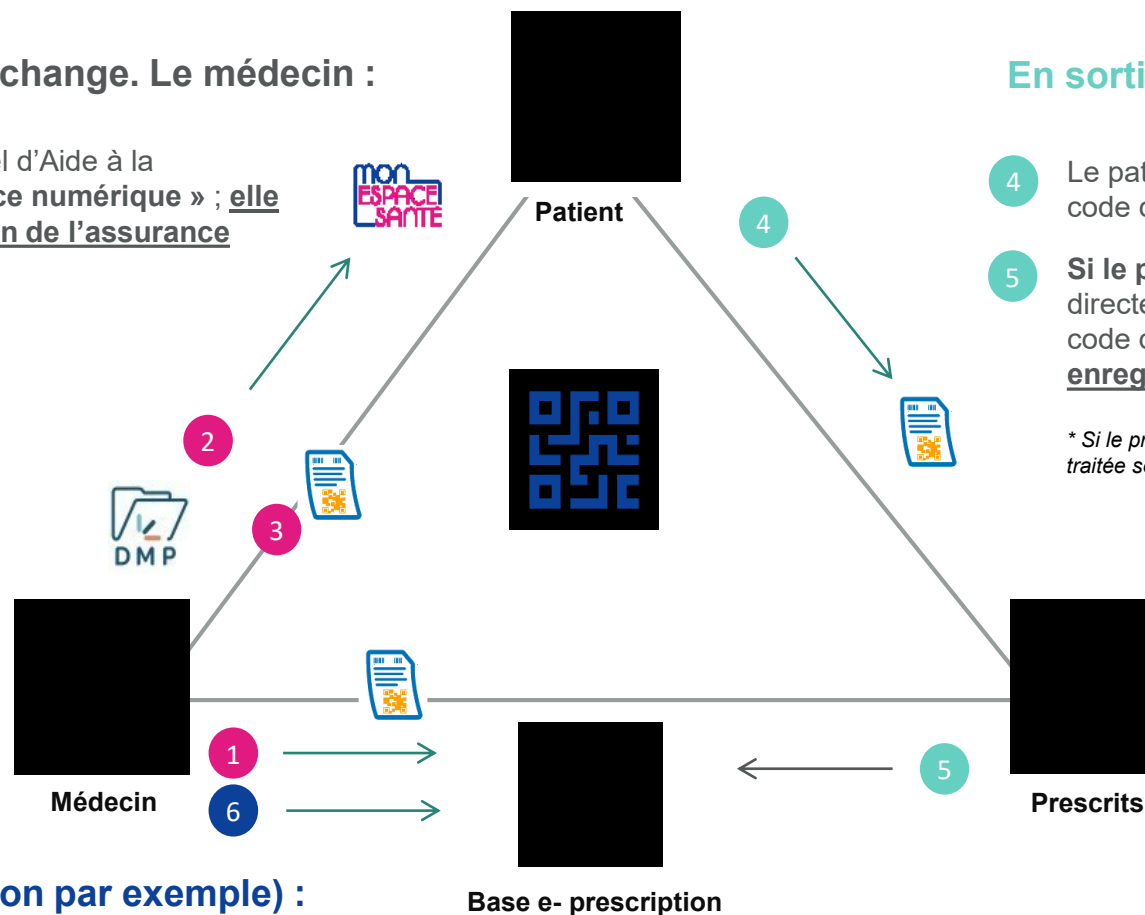 change. Le médecin :
el d'Aide à la
ce numérique » ; elle
n de l'assurance
mon
ESPACE
SANTÉ
Patient
4
En sorti
4
Le pat
code c
5
Si le p
directe
code c
enreg
* Si le pr
traitée s
2
DMP
3
1
6
5
Médecin
Prescrits
on par exemple) :
Base e- prescription